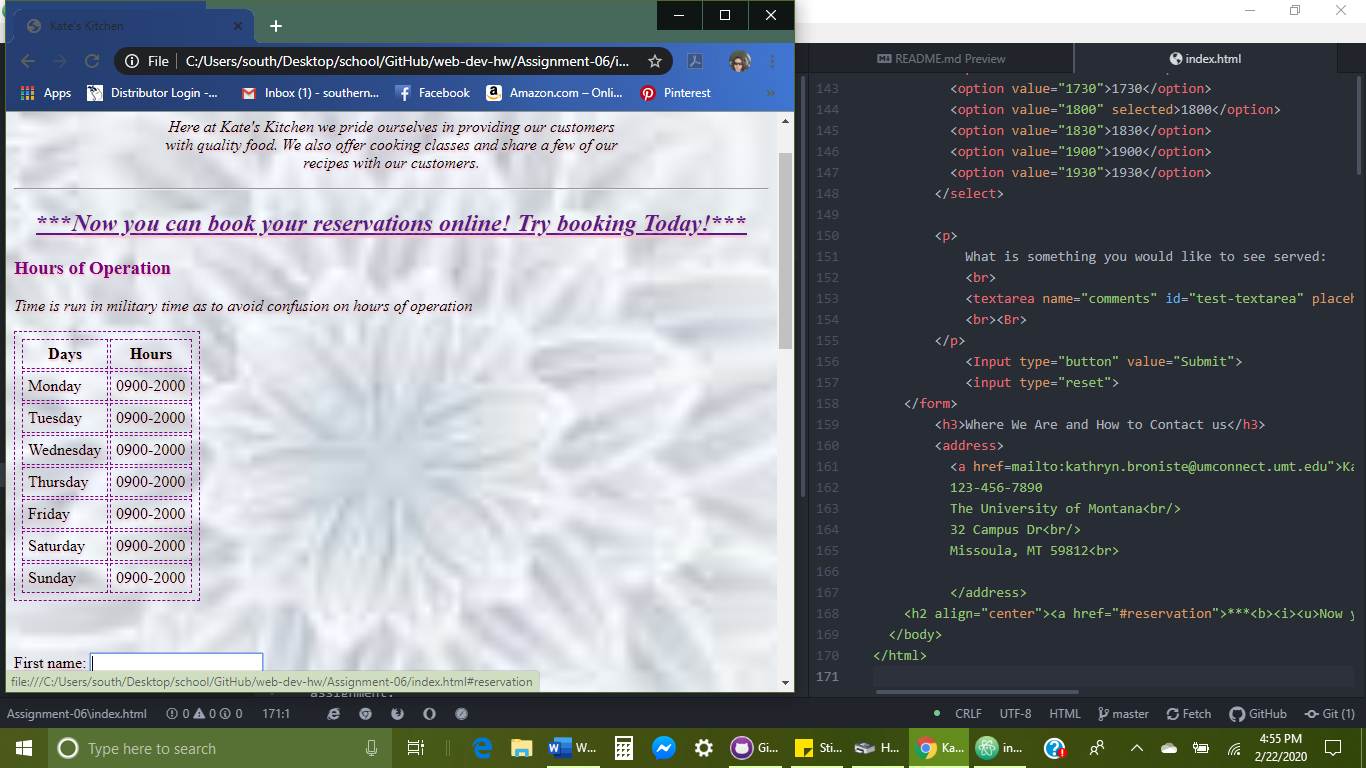 Kate's Kitchen
File
C:/Users/south/Desktop/school/GitHub/web-dev-hw/Assignment-06/i...
Apps
Distributor Login -...
Inbox (1) - southern...
Facebook
Amazon.com – Onli...
Pinterest
»
Here at Kate's Kitchen we pride ourselves in providing our customers
with quality food. We also offer cooking classes and share a few of our
recipes with our customers.
***Now you can book your reservations online! Try booking Today!***
Hours of Operation
Time is run in military time as to avoid confusion on hours of operation
Days Hours
Monday 0900-2000
Tuesday 0900-2000
Wednesday 0900-2000
Thursday 0900-2000
Friday 0900-2000
Saturday 0900-2000
Sunday 0900-2000
First name:
file:///C:/Users/south/Desktop/school/GitHub/web-dev-hw/Assignment-06/index.html#reservation
README.md Preview
index.html
143 <option value="1730">1730</option>
144 <option value="1800" selected>1800</option>
145 <option value="1830">1830</option>
146 <option value="1900">1900</option>
147 <option value="1930">1930</option>
148 </select>
149
150 <p>
151 What is something you would like to see served:
152 <br>
153 <textarea name="comments" id="test-textarea" placeh
154 <br><Br>
155 </p>
156 <Input type="button" value="Submit">
157 <input type="reset">
158 </form>
159 <h3>Where We Are and How to Contact us</h3>
160 <address>
161 <a href=mailto:kathryn.broniste@umconnect.umt.edu">Ka
162 123-456-7890
163 The University of Montana<br/>
164 32 Campus Dr<br/>
165 Missoula, MT 59812<br>
166
167 </address>
168 <h2 align="center"><a href="#reservation">***<b><i><u>Now y
169 </body>
170 </html>
171
assignment.
Assignment-06\index.html
0 0 0
171:1
CRLF
UTF-8
HTML
master
Fetch
GitHub
Git (1)
Type here to search
W...
Gi...
Sti...
H...
Ka...
in...
4:55 PM
2/22/2020